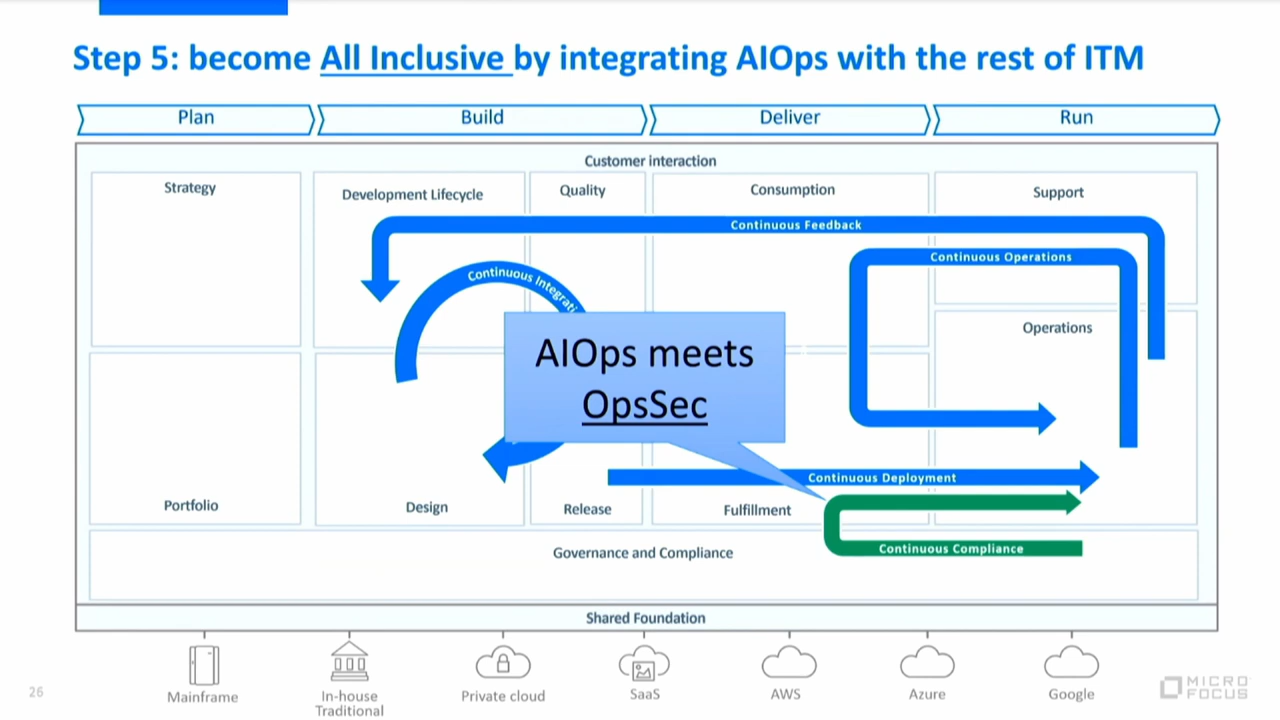 Step 5: become All Inclusive by integrating AIOps with the rest of ITM
Plan
Build
Deliver
Run
Customer interaction
Strategy
Development Lifecycle
Quality
Consumption
Support
Continuous Feedback
Continuous Operations
Continuous
Operations
AIOps meets
OpsSec
Continuous Deployment
Portfolio
Design
Release
Fulfillment
Continuous Compliance
Governance and Compliance
Shared Foundation
Mainframe
In-house
Traditional
Private cloud
SaaS
AWS
Azure
Google
26
MICRO
FOCUS